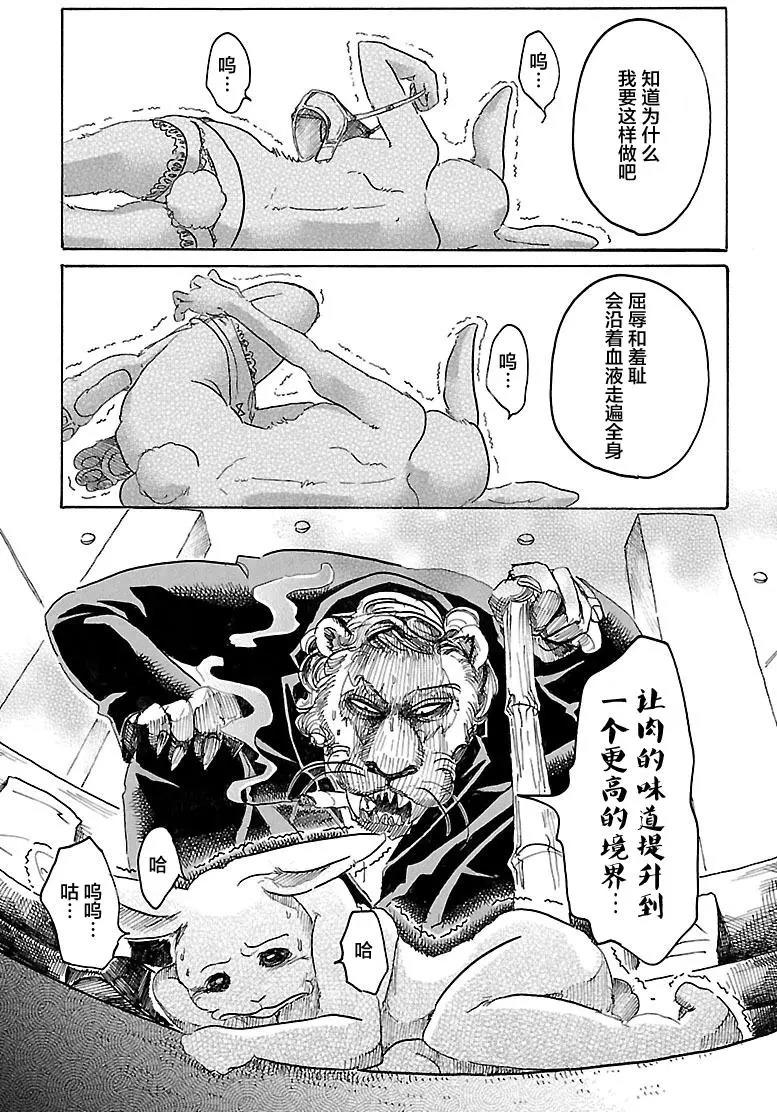 知道为什么
我要这样做吧
呜…
呜…
屈辱和羞耻
会沿着血液走遍全身
呜…
让肉的味道提升到
一个更高的境界…
哈
哈
呜呜…
咕…